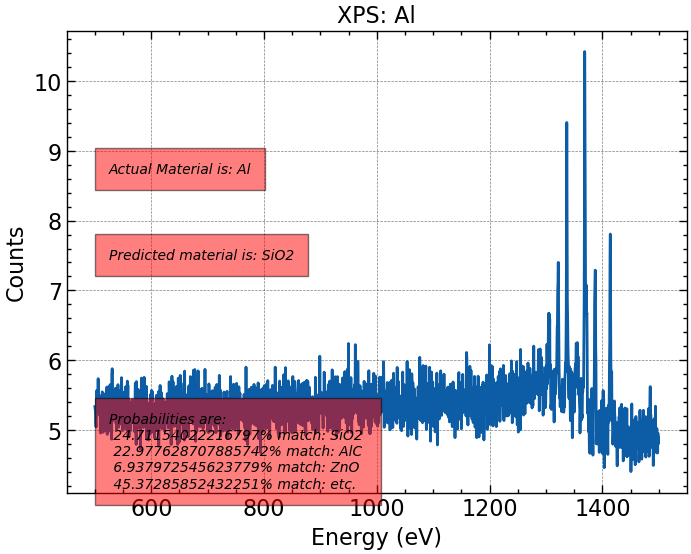 XPS: Al
10
9
8
7
6
5
Counts
Actual Material is: Al
Predicted material is: SiO2
Probabilities are:
24.71154022216797% match: SiO2
22.977628707885742% match: AlC
6.937972545623779% match: ZnO
45.37285852432251% match: etc.
600 800 1000 1200 1400
Energy (eV)